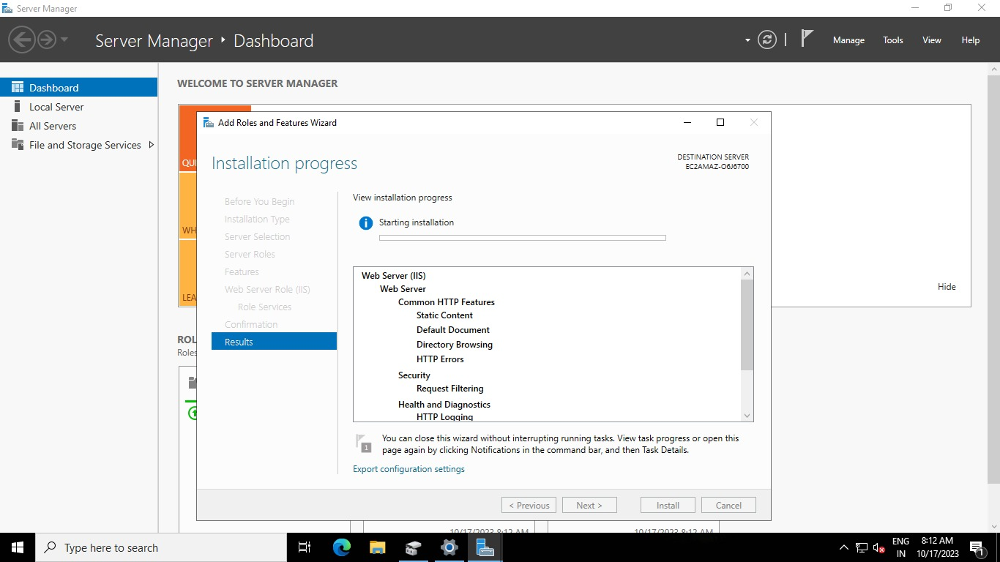 Server Manager
Server Manager ‣ Dashboard
Manage Tools View Help
Dashboard
Local Server
All Servers
File and Storage Services
WELCOME TO SERVER MANAGER
Add Roles and Features Wizard
Installation progress
DESTINATION SERVER
EC2AMAZ-O6J6700
Before You Begin
Installation Type
Server Selection
Server Roles
Features
Web Server Role (IIS)
Role Services
Confirmation
Results
View installation progress
Starting installation
Web Server (IIS)
Web Server
Common HTTP Features
Static Content
Default Document
Directory Browsing
HTTP Errors
Security
Request Filtering
Health and Diagnostics
HTTP Logging
1
You can close this wizard without interrupting running tasks. View task progress or open this
page again by clicking Notifications in the command bar, and then Task Details.
Export configuration settings
< Previous Next > Install Cancel
QUI
WH
LEA
Hide
ROL
Roles
10/17/2023 8:12 AM 10/17/2023 8:12 AM
Type here to search
ENG
IN
8:12 AM
10/17/2023
1